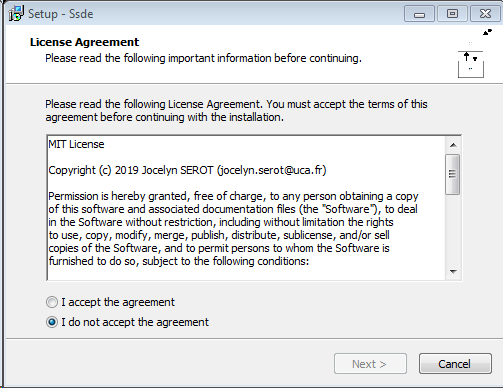 Setup - Ssde
License Agreement
Please read the following important information before continuing.
Please read the following License Agreement. You must accept the terms of this
agreement before continuing with the installation.
MIT License
Copyright (c) 2019 Jocelyn SEROT (jocelyn.serot@uca.fr)
Permission is hereby granted, free of charge, to any person obtaining a copy
of this software and associated documentation files (the "Software"), to deal
in the Software without restriction, including without limitation the rights
to use, copy, modify, merge, publish, distribute, sublicense, and/or sell
copies of the Software, and to permit persons to whom the Software is
furnished to do so, subject to the following conditions:
I accept the agreement
I do not accept the agreement
Next >
Cancel